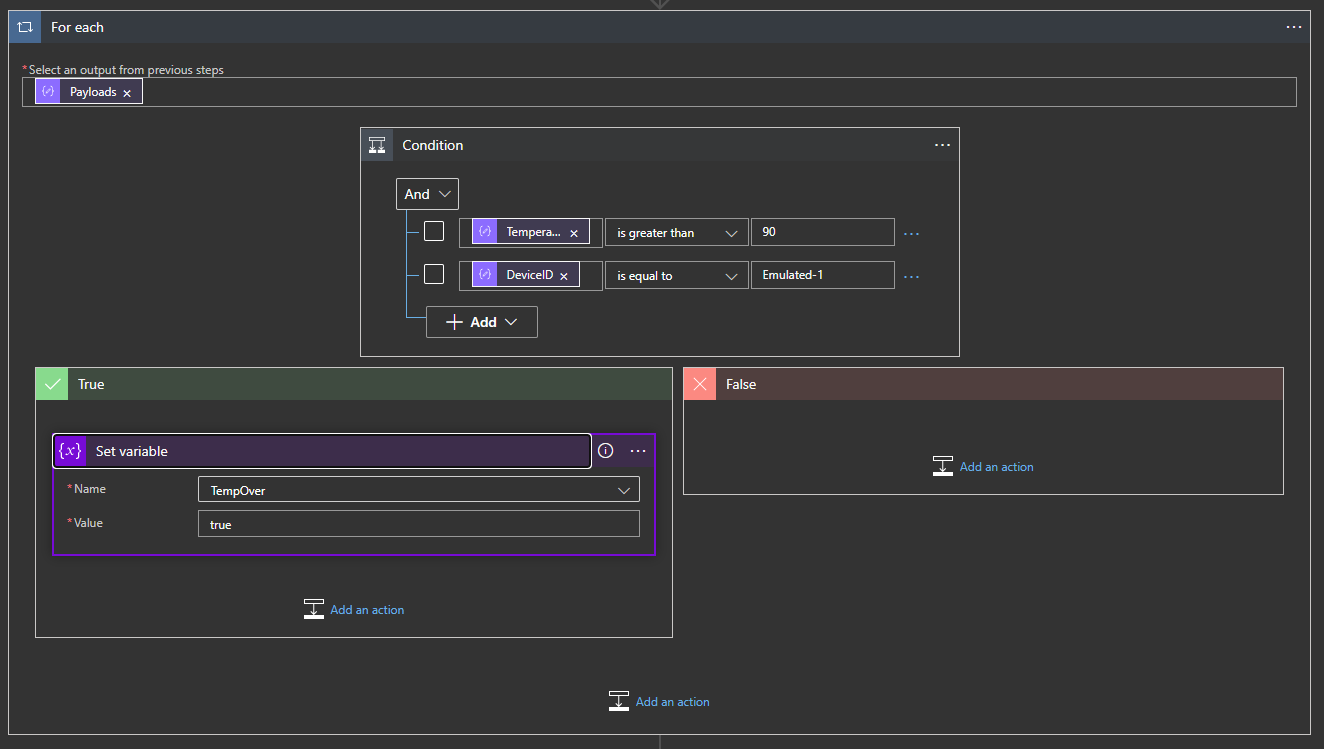 For each
*Select an output from previous steps
Payloads
Condition
And
Tempera... is greater than 90
DeviceID is equal to Emulated-1
Add
True
False
{x} Set variable
*Name TempOver
*Value true
Add an action
Add an action
Add an action